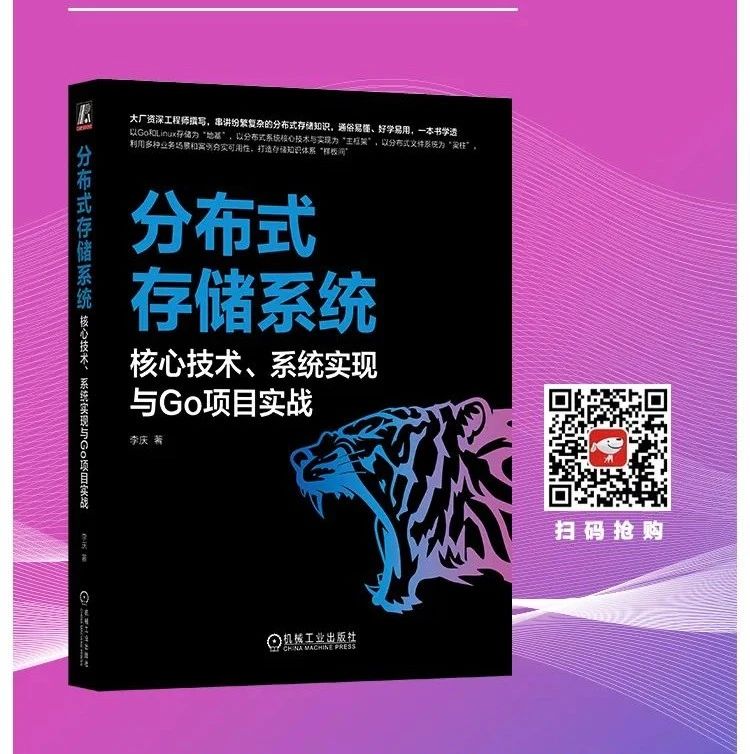 大厂资深工程师撰写，串讲纷繁复杂的分布式存储知识，通俗易懂、好学易用，一本书学透
以Go和Linux存储为“地基”，以分布式系统核心技术与实现为“主框架”，以分布式文件系统为“梁柱”，
利用多种业务场景和案例夯实可用性，打造存储知识体系“样板间”
分布式
存储系统
核心技术、系统实现
与Go项目实战
李庆 著
机械工业出版社
CHINA MACHINE PRESS
分布式存储系统
核心技术、系统实现与Go项目实战
李庆 著
扫码抢购